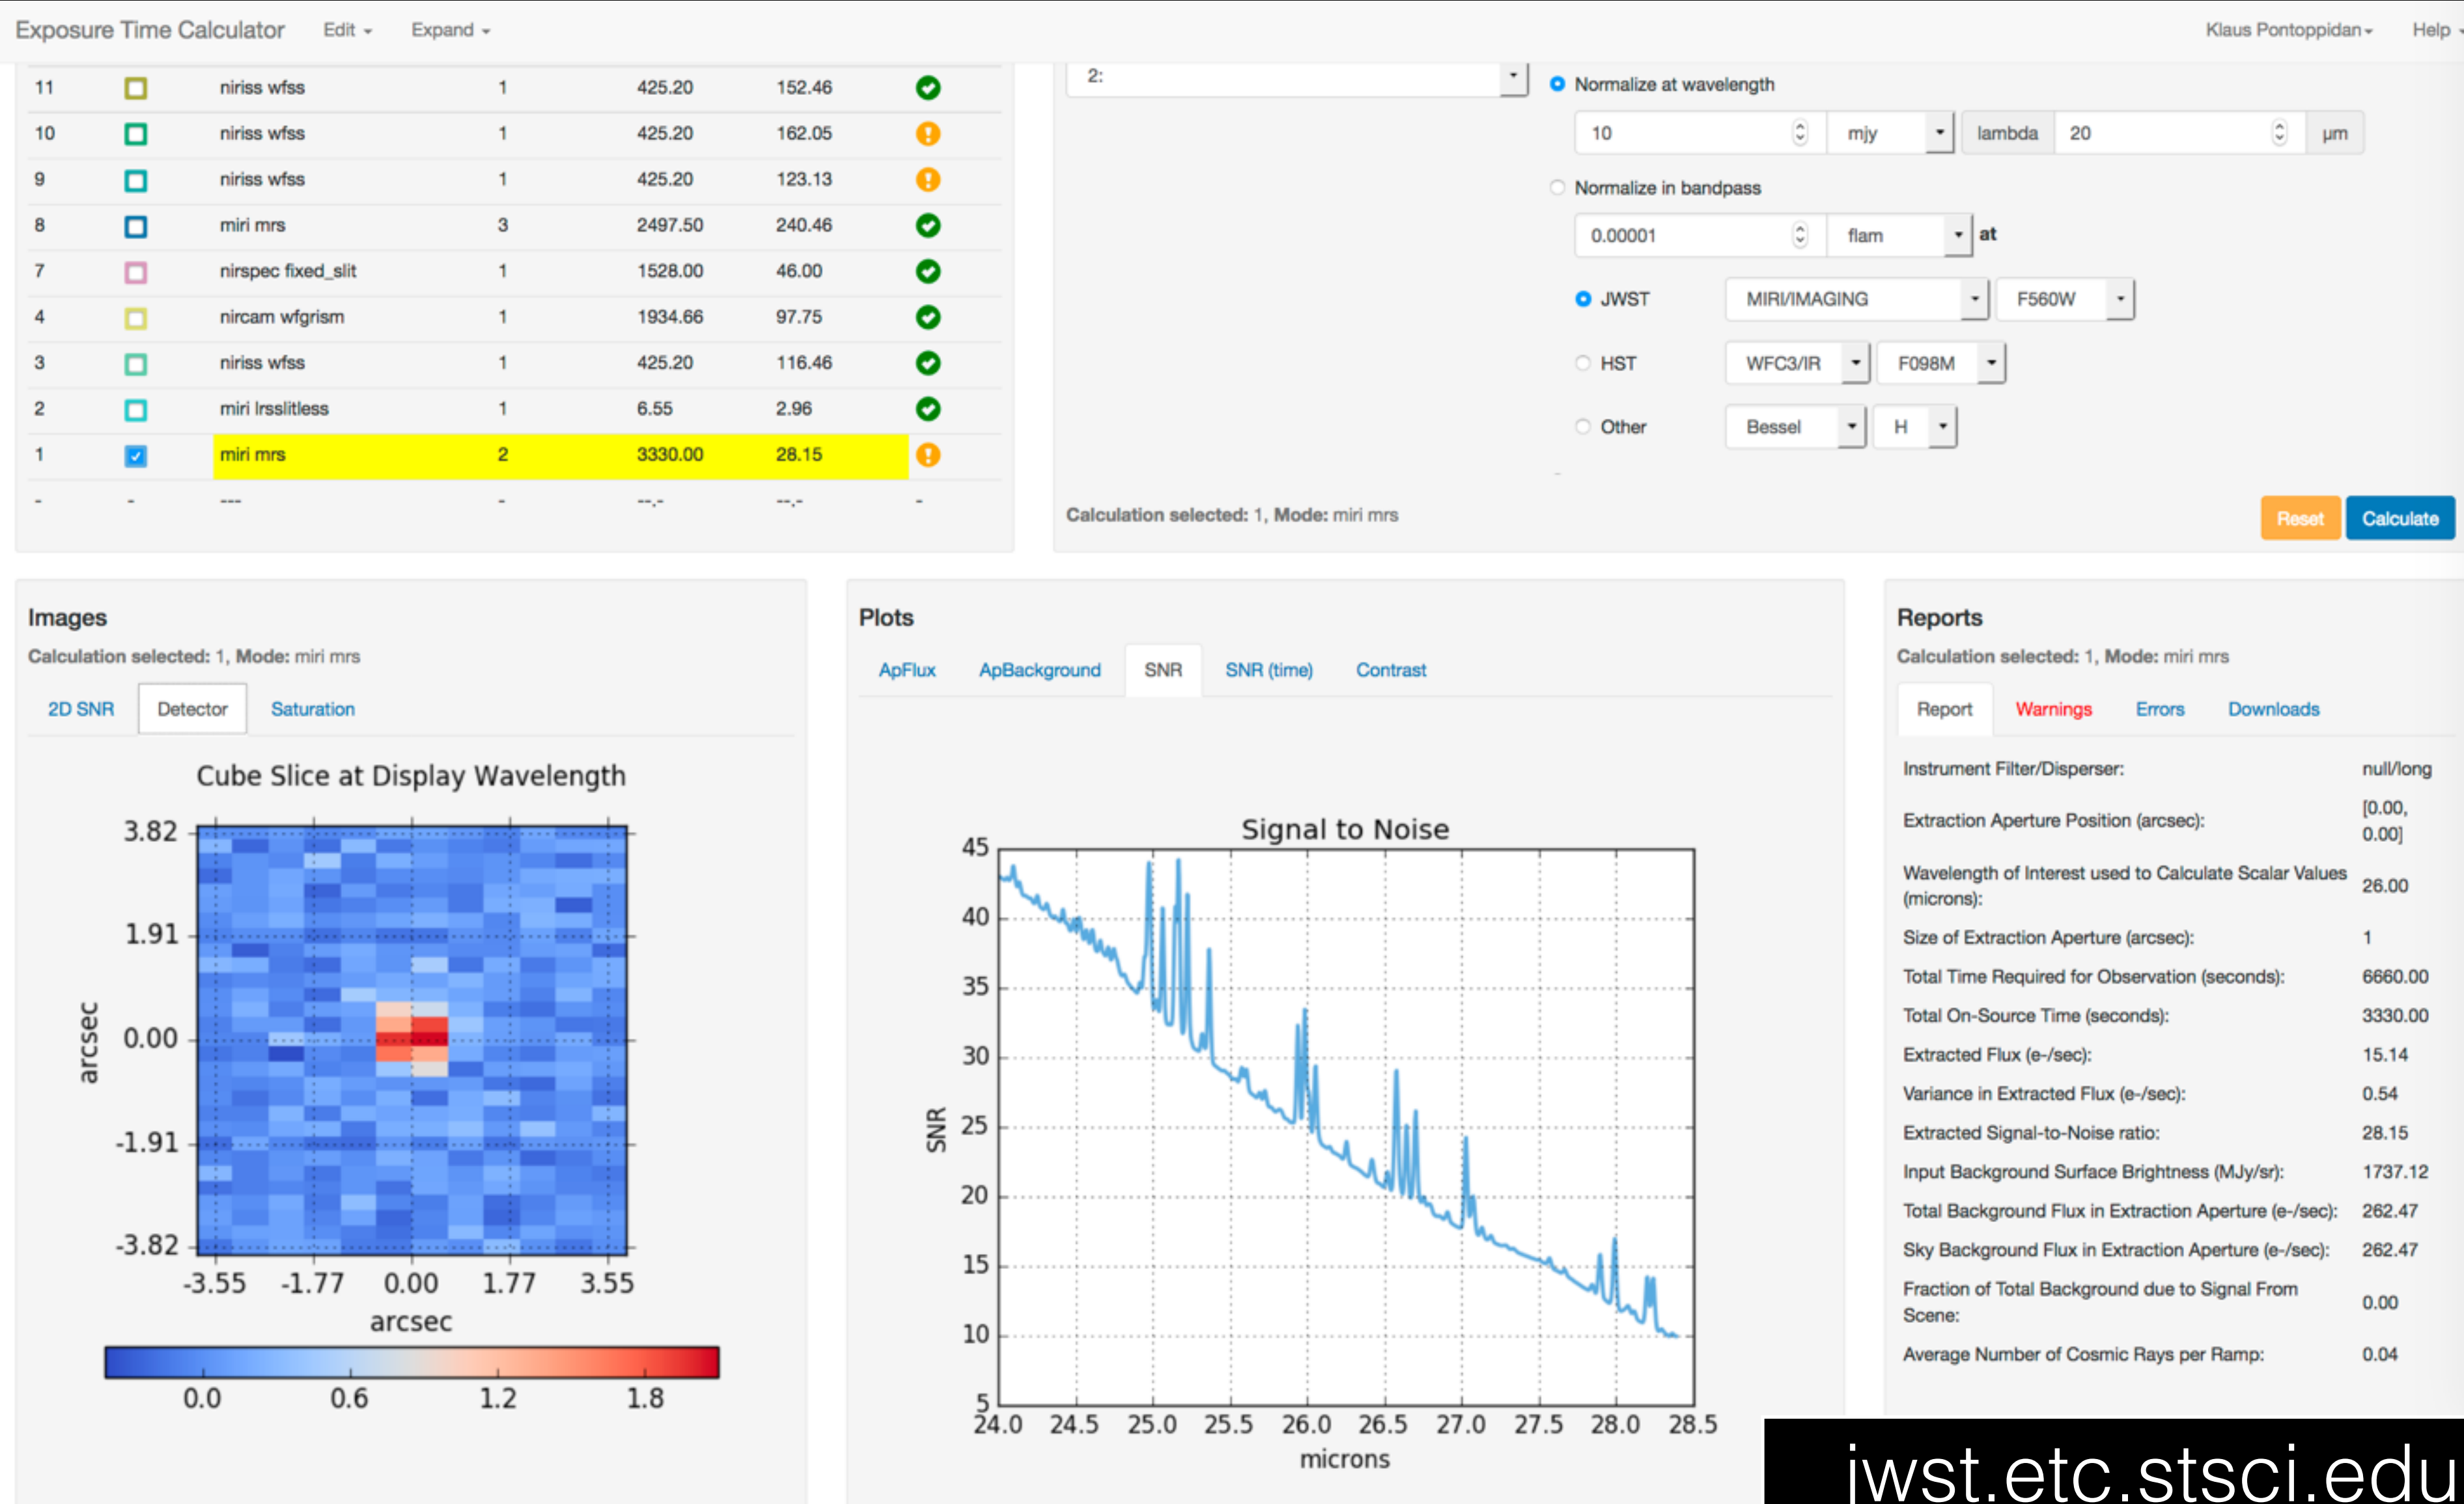 Exposure Time Calculator Edit Expand Klaus Pontoppidan Help
11 niriss wfss 1 425.20 152.46
10 niriss wfss 1 425.20 162.05
9 niriss wfss 1 425.20 123.13
8 miri mrs 3 2497.50 240.46
7 nirspec fixed_slit 1 1528.00 46.00
4 nircam wfgrism 1 1934.66 97.75
3 niriss wfss 1 425.20 116.46
2 miri lrsslitless 1 6.55 2.96
1 miri mrs 2 3330.00 28.15
- - --- - --.- --.- -
2:
Normalize at wavelength
10 mjy lambda 20 µm
Normalize in bandpass
0.00001 flam at
JWST MIRI/IMAGING F560W
HST WFC3/IR F098M
Other Bessel H
Calculation selected: 1, Mode: miri mrs
Reset Calculate
Images
Calculation selected: 1, Mode: miri mrs
2D SNR Detector Saturation
Cube Slice at Display Wavelength
3.82
1.91
0.00
-1.91
-3.82
arcsec
-3.55 -1.77 0.00 1.77 3.55
arcsec
0.0 0.6 1.2 1.8
Plots
ApFlux ApBackground SNR SNR (time) Contrast
Signal to Noise
45
40
35
30
25
20
15
10
5
SNR
24.0 24.5 25.0 25.5 26.0 26.5 27.0 27.5 28.0 28.5
microns
Reports
Calculation selected: 1, Mode: miri mrs
Report Warnings Errors Downloads
Instrument Filter/Disperser: null/long
Extraction Aperture Position (arcsec): [0.00,
0.00]
Wavelength of Interest used to Calculate Scalar Values
(microns): 26.00
Size of Extraction Aperture (arcsec): 1
Total Time Required for Observation (seconds): 6660.00
Total On-Source Time (seconds): 3330.00
Extracted Flux (e-/sec): 15.14
Variance in Extracted Flux (e-/sec): 0.54
Extracted Signal-to-Noise ratio: 28.15
Input Background Surface Brightness (MJy/sr): 1737.12
Total Background Flux in Extraction Aperture (e-/sec): 262.47
Sky Background Flux in Extraction Aperture (e-/sec): 262.47
Fraction of Total Background due to Signal From
Scene: 0.00
Average Number of Cosmic Rays per Ramp: 0.04
jwst.etc.stsci.edu